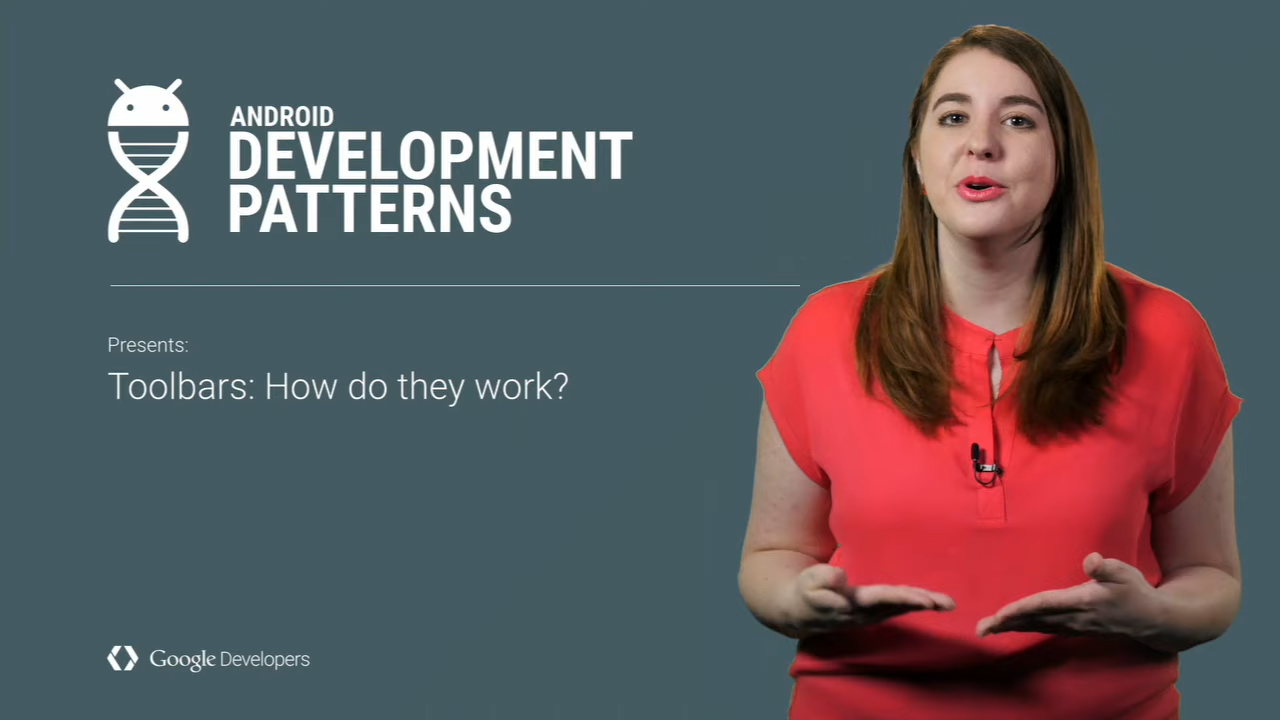 ANDROID
DEVELOPMENT
PATTERNS
Presents:
Toolbars: How do they work?
Google Developers